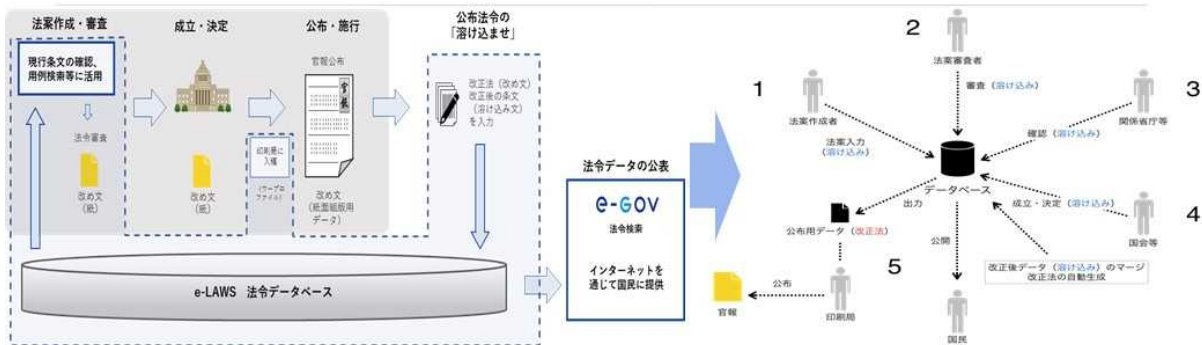 法案作成・審査
成立・決定
公布・施行
公布法令の
「溶け込ませ」
現行条文の確認、
用例検索等に活用
法令審査
改め文
(紙)
改め文
(紙)
印刷局に
入稿
(ワープロ
ファイル)
官報公布
官報
改め文
(紙面組版用
データ)
改正法(改め文)
改正後の条文
(溶け込み文)
を入力
e-LAWS 法令データベース
法令データの公表
e-GOV
法令検索
インターネットを
通じて国民に提供
1
法案作成者
法案入力
(溶け込み)
2
法案審査者
審査(溶け込み)
3
関係省庁等
確認(溶け込み)
データベース
4
成立・決定(溶け込み)
国会等
出力
公布用データ(改正法)
公開
5
改正後データ(溶け込み)のマージ
改正法の自動生成
公布
官報
印刷局
国民